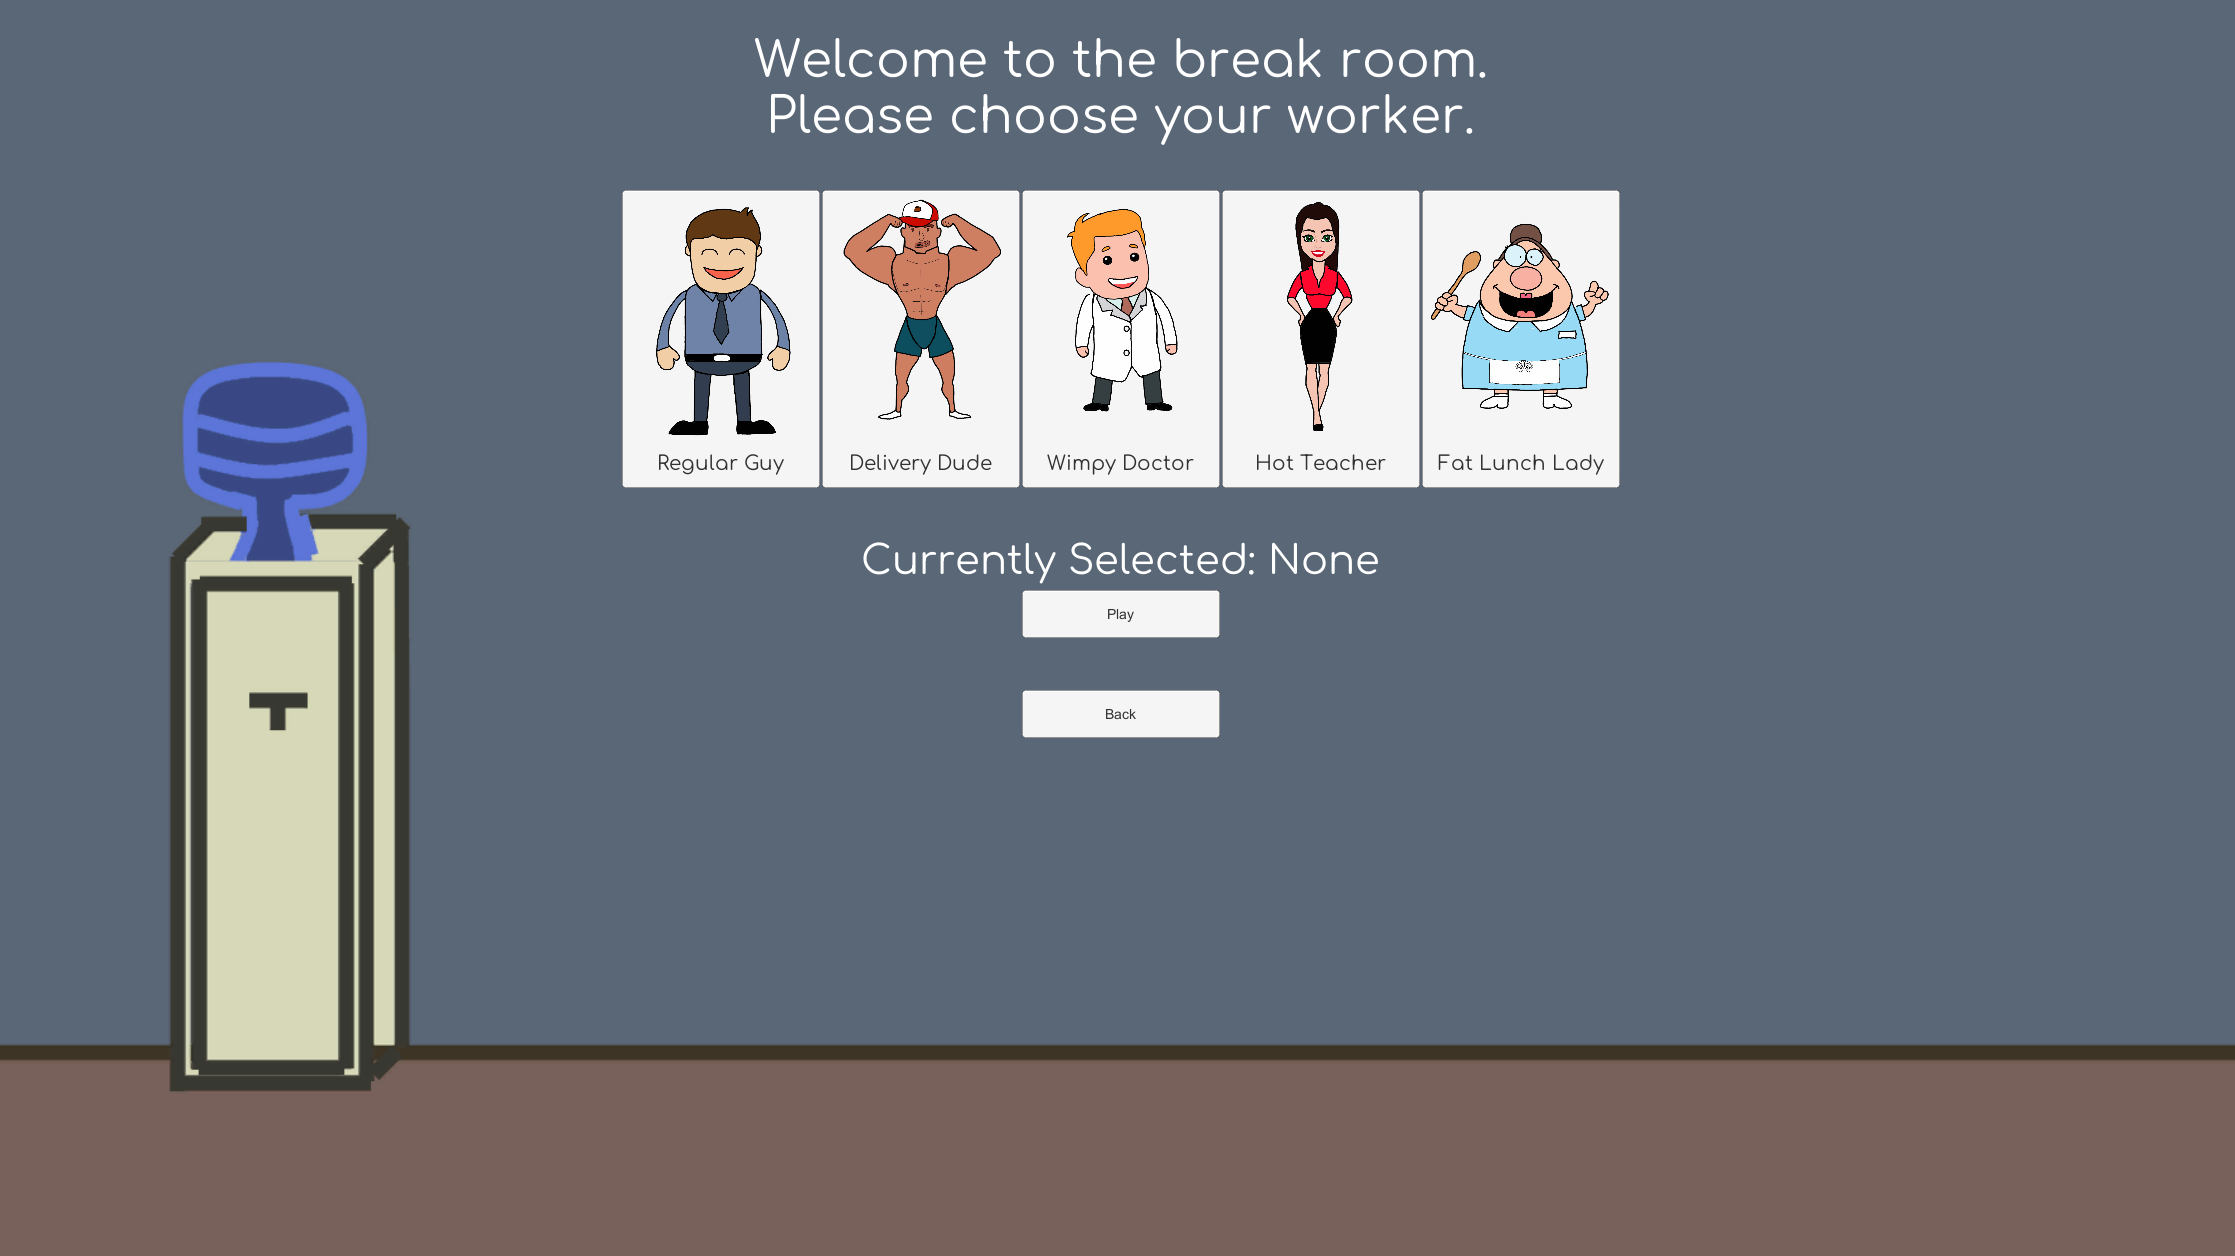 Welcome to the break room.
Please choose your worker.
Regular Guy
Delivery Dude
Wimpy Doctor
Hot Teacher
Fat Lunch Lady
Currently Selected: None
Play
Back